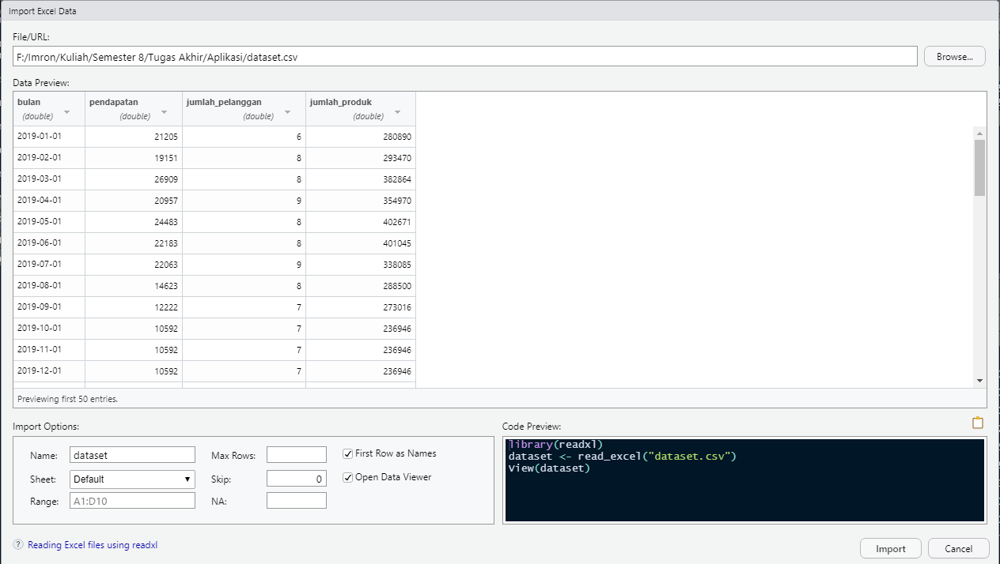 Import Excel Data
File/URL:
F:/Imron/Kuliah/Semester 8/Tugas Akhir/Aplikasi/dataset.csv
Browse...
Data Preview:
bulan pendapatan jumlah_pelanggan jumlah_produk
(double) (double) (double) (double)
2019-01-01 21205 6 280890
2019-02-01 19151 8 293470
2019-03-01 26909 8 382864
2019-04-01 20957 9 354970
2019-05-01 24483 8 402671
2019-06-01 22183 8 401045
2019-07-01 22063 9 338085
2019-08-01 14623 8 288500
2019-09-01 12222 7 273016
2019-10-01 10592 7 236946
2019-11-01 10592 7 236946
2019-12-01 10592 7 236946
Previewing first 50 entries.
Import Options:
Name: dataset Max Rows: First Row as Names
Sheet: Default Skip: 0 Open Data Viewer
Range: A1:D10 NA:
Code Preview:
library(readxl)
dataset <- read_excel("dataset.csv")
View(dataset)
? Reading Excel files using readxl
Import Cancel